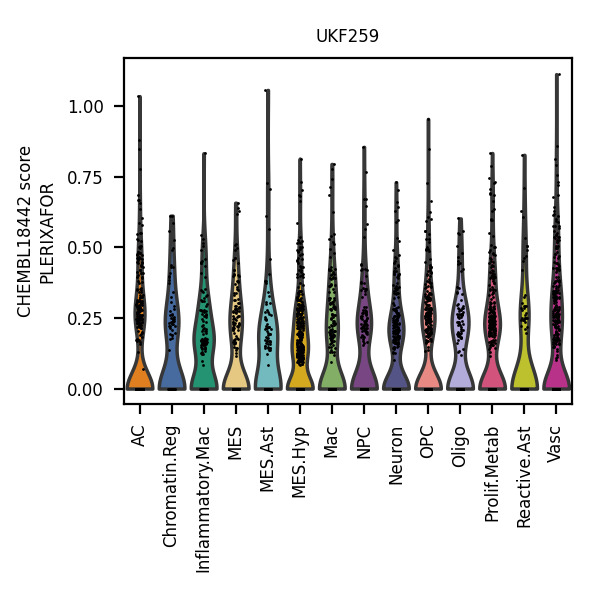 UKF259
CHEMBL18442 score
PLERIXAFOR
1.00
0.75
0.50
0.25
0.00
AC
Chromatin.Reg
Inflammatory.Mac
MES
MES.Ast
MES.Hyp
Mac
NPC
Neuron
OPC
Oligo
Prolif.Metab
Reactive.Ast
Vasc